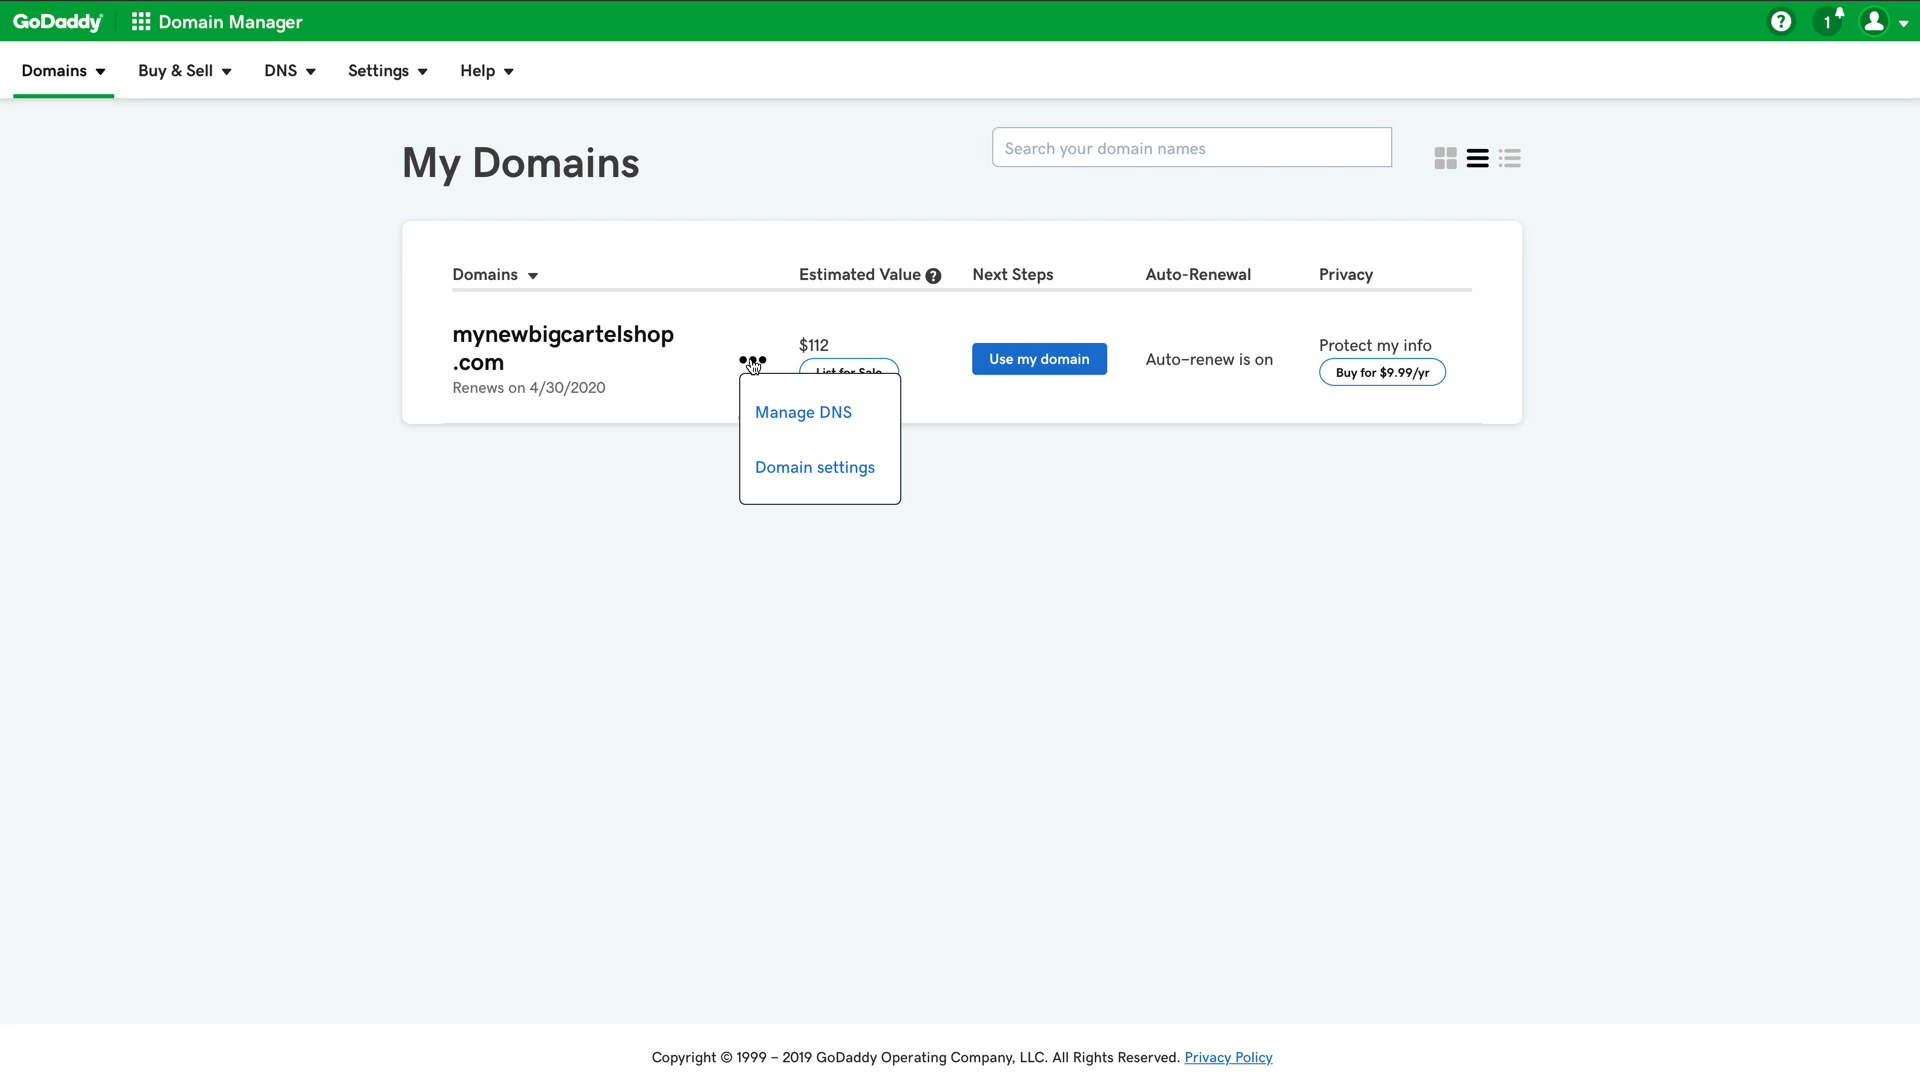 GoDaddy Domain Manager 1
Domains Buy & Sell DNS Settings Help
My Domains
Search your domain names
Domains Estimated Value Next Steps Auto-Renewal Privacy
mynewbigcartelshop
.com
Renews on 4/30/2020
$112
List for Sale
Use my domain
Auto-renew is on
Protect my info
Buy for $9.99/yr
Manage DNS
Domain settings
Copyright © 1999 – 2019 GoDaddy Operating Company, LLC. All Rights Reserved. Privacy Policy